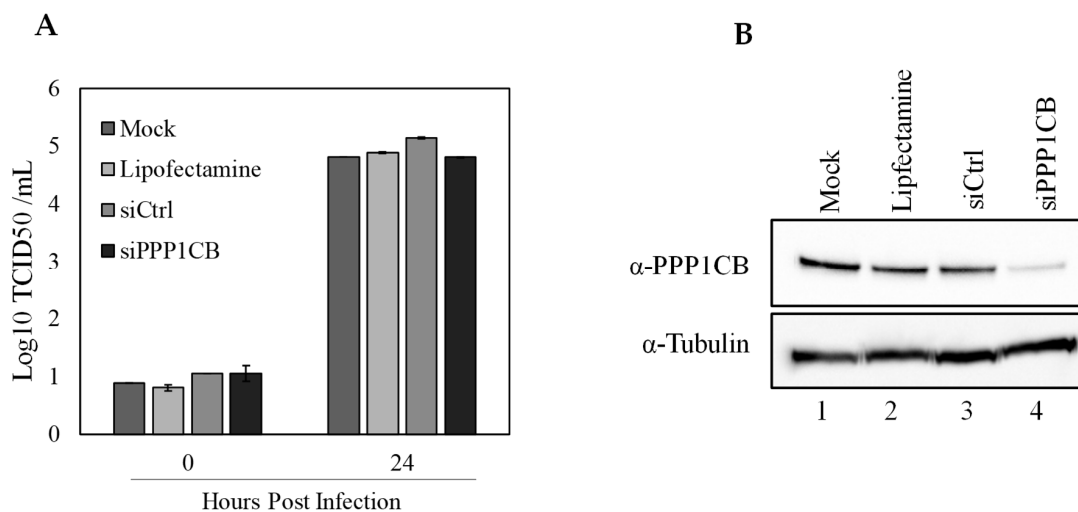 A
Log10 TCID50 /mL
6
5
4
3
2
1
0
Mock
Lipofectamine
siCtrl
siPPP1CB
0
24
Hours Post Infection
B
Mock
Lipfectamine
siCtrl
siPPP1CB
α-PPP1CB
α-Tubulin
1 2 3 4